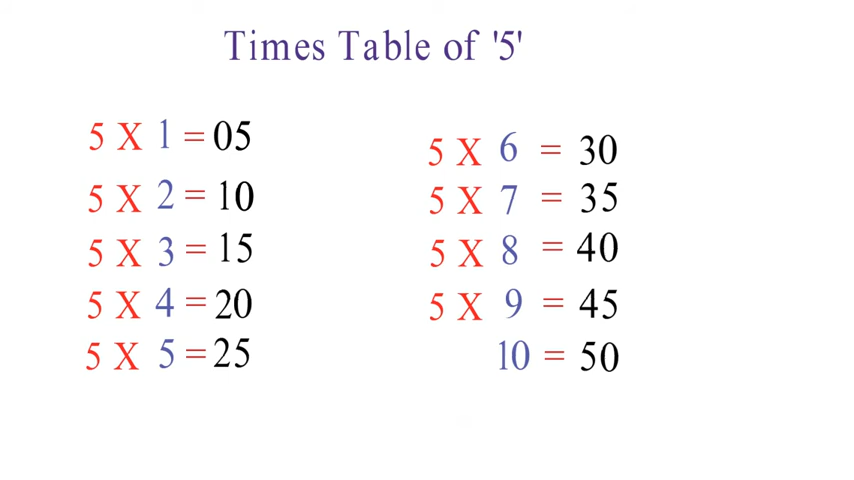 Times Table of '5'
5 X 1 = 05
5 X 2 = 10
5 X 3 = 15
5 X 4 = 20
5 X 5 = 25
5 X 6 = 30
5 X 7 = 35
5 X 8 = 40
5 X 9 = 45
10 = 50